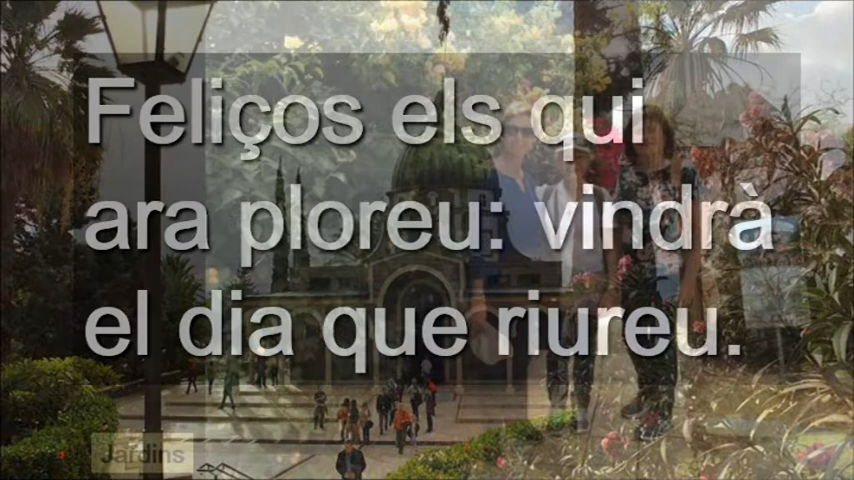 Feliços els qui
ara ploreu: vindrà
el dia que riureu.
Jardins